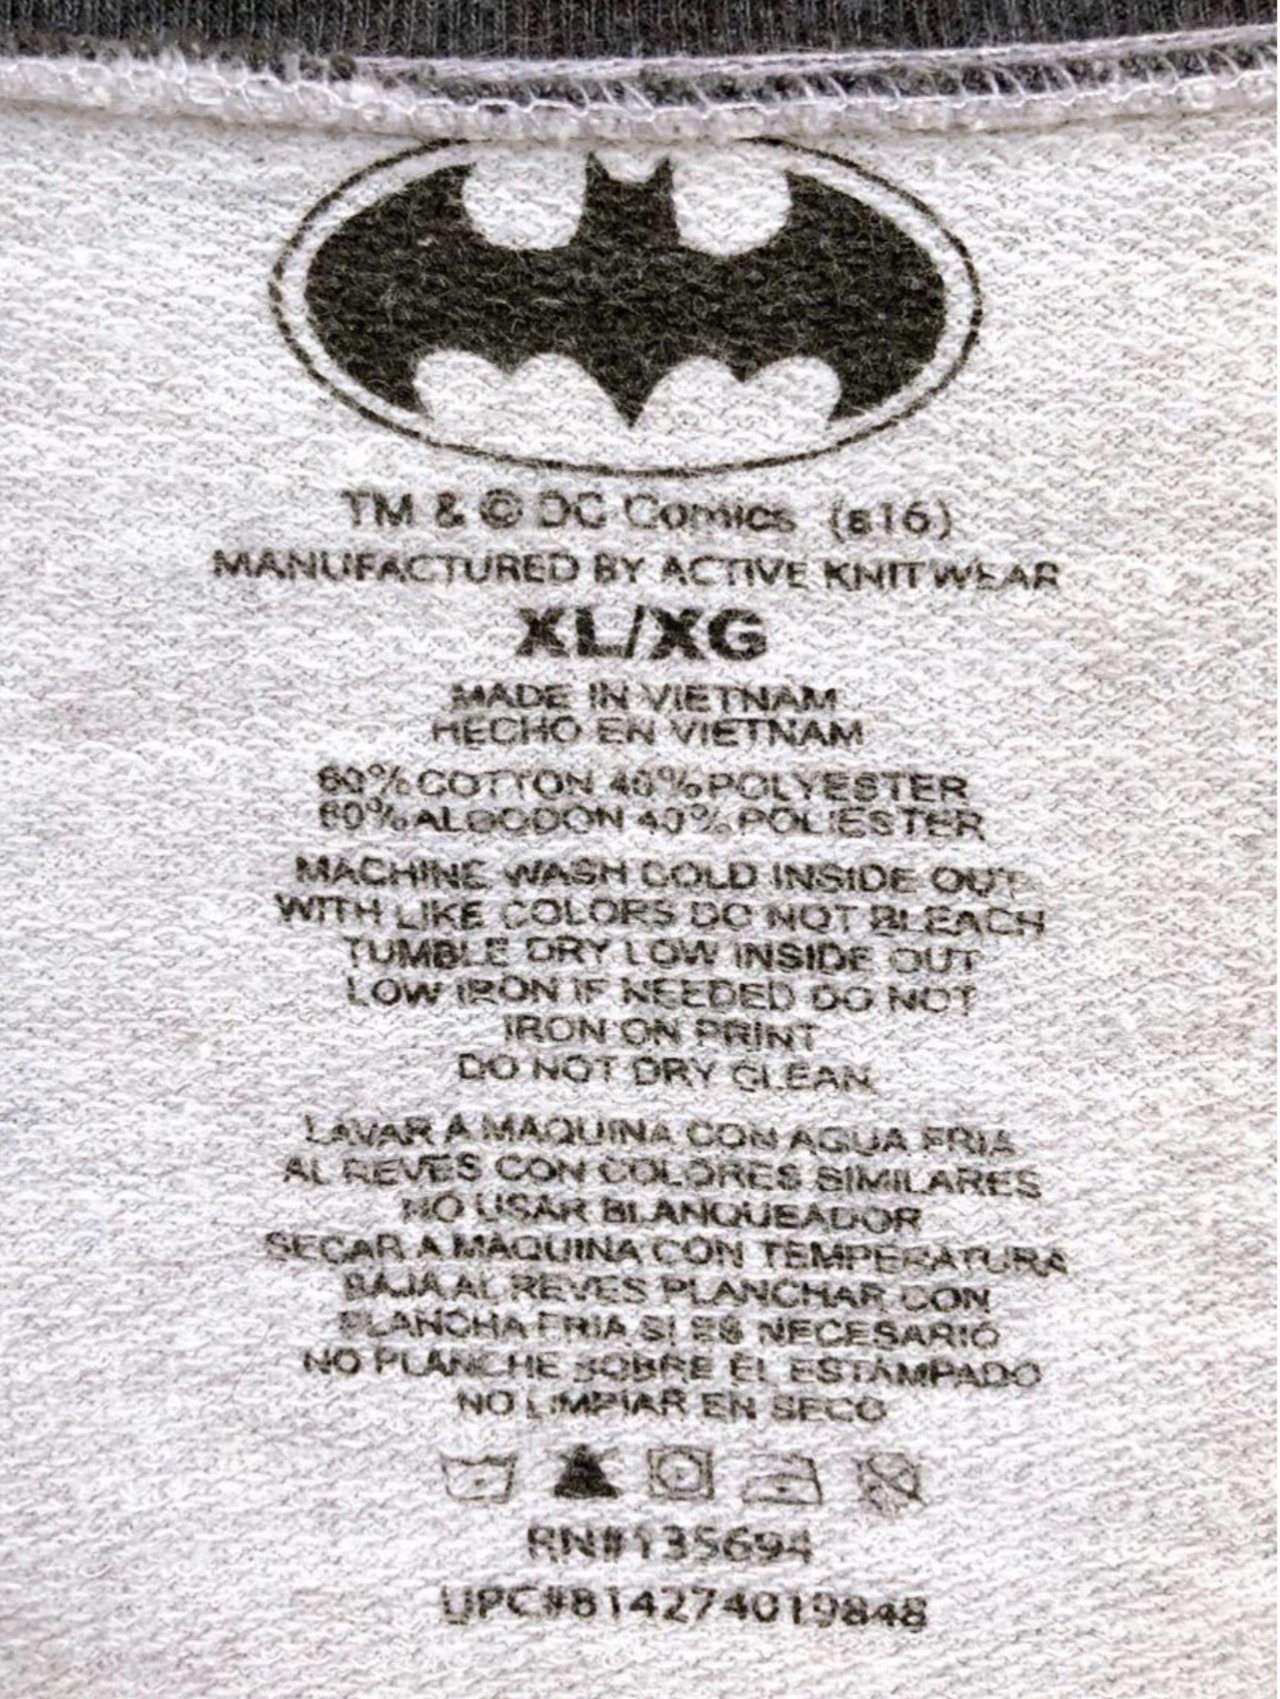 TM & © DC Comics (s16)
MANUFACTURED BY ACTIVE KNITWEAR
XL/XG
MADE IN VIETNAM
HECHO EN VIETNAM
60% COTTON 40% POLYESTER
60% ALGODON 40% POLIESTER
MACHINE WASH COLD INSIDE OUT
WITH LIKE COLORS DO NOT BLEACH
TUMBLE DRY LOW INSIDE OUT
LOW IRON IF NEEDED DO NOT
IRON ON PRINT
DO NOT DRY CLEAN
LAVAR A MAQUINA CON AGUA FRIA
AL REVES CON COLORES SIMILARES
NO USAR BLANQUEADOR
SECAR A MAQUINA CON TEMPERATURA
BAJA AL REVES PLANCHAR CON
PLANCHA FRIA SI ES NECESARIO
NO PLANCHE SOBRE EL ESTAMPADO
NO LIMPIAR EN SECO
RN#135694
UPC#814274019848